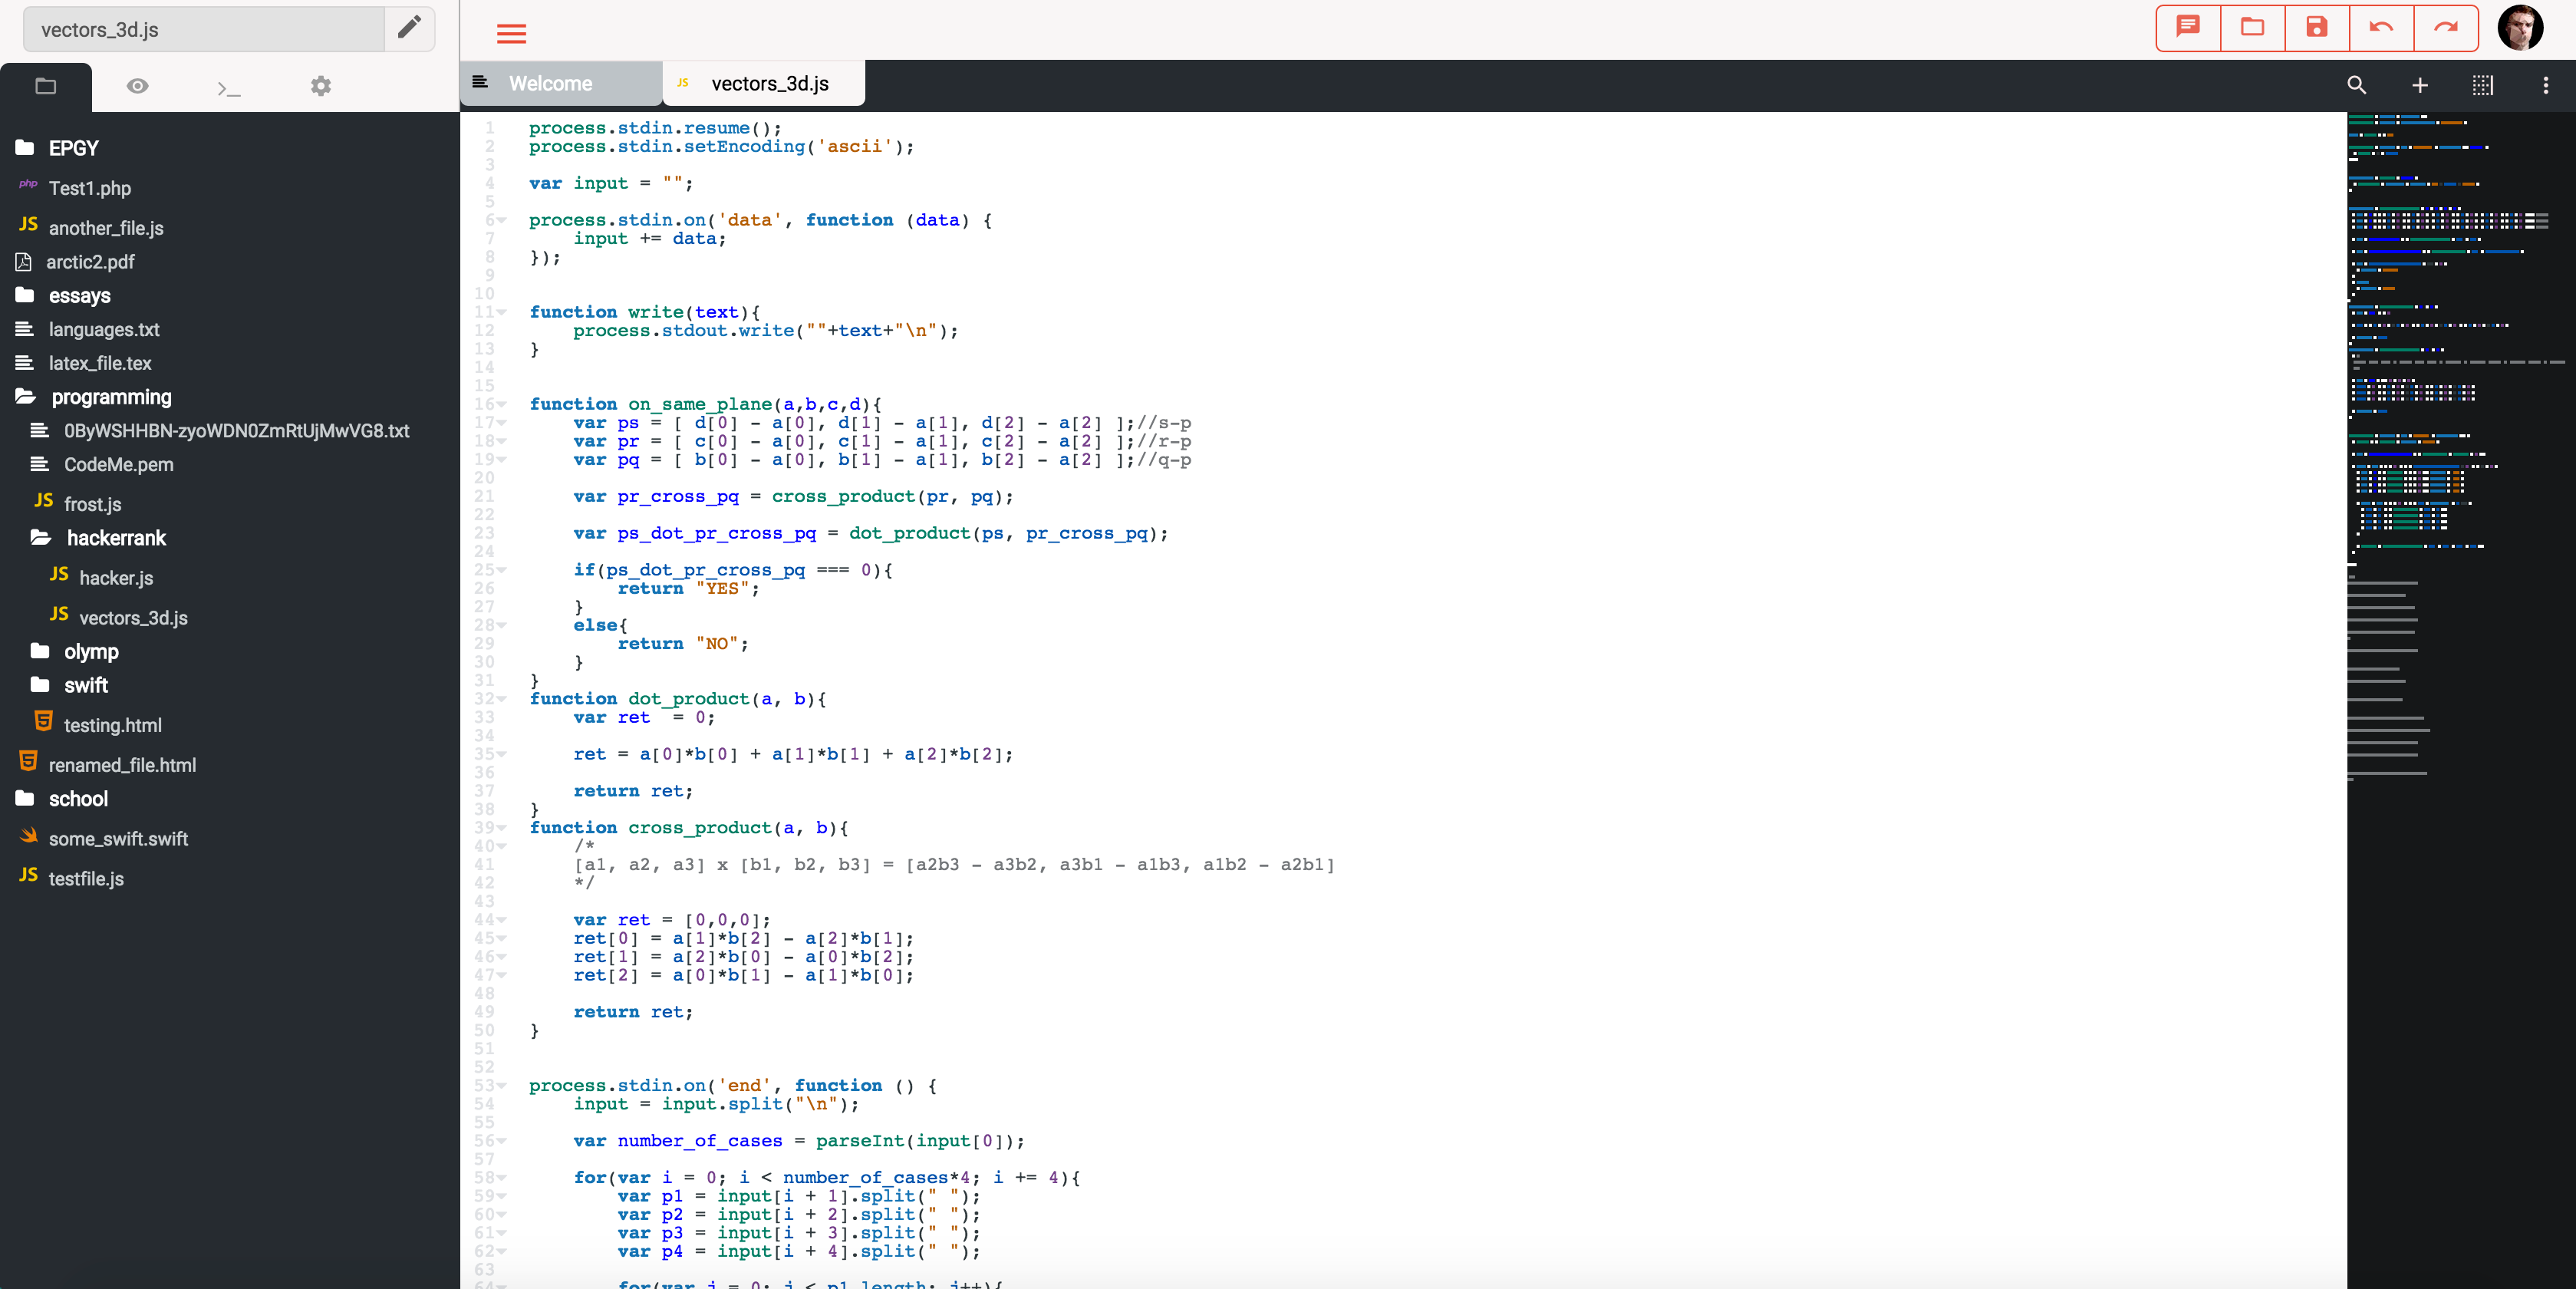 vectors_3d.js
EPGY
php Test1.php
JS another_file.js
arctic2.pdf
essays
languages.txt
latex_file.tex
programming
0ByWSHHBN-zyoWDN0ZmRtUjMwVG8.txt
CodeMe.pem
JS frost.js
hackerrank
JS hacker.js
JS vectors_3d.js
olymp
swift
testing.html
renamed_file.html
school
some_swift.swift
JS testfile.js
Welcome
JS vectors_3d.js
1 process.stdin.resume();
2 process.stdin.setEncoding('ascii');
3
4 var input = "";
5
6 process.stdin.on('data', function (data) {
7     input += data;
8 });
9
10
11 function write(text){
12     process.stdout.write(""+text+"\n");
13 }
14
15
16 function on_same_plane(a,b,c,d){
17     var ps = [ d[0] - a[0], d[1] - a[1], d[2] - a[2] ];//s-p
18     var pr = [ c[0] - a[0], c[1] - a[1], c[2] - a[2] ];//r-p
19     var pq = [ b[0] - a[0], b[1] - a[1], b[2] - a[2] ];//q-p
20
21     var pr_cross_pq = cross_product(pr, pq);
22
23     var ps_dot_pr_cross_pq = dot_product(ps, pr_cross_pq);
24
25     if(ps_dot_pr_cross_pq === 0){
26         return "YES";
27     }
28     else{
29         return "NO";
30     }
31 }
32 function dot_product(a, b){
33     var ret  = 0;
34
35     ret = a[0]*b[0] + a[1]*b[1] + a[2]*b[2];
36
37     return ret;
38 }
39 function cross_product(a, b){
40     /*
41     [a1, a2, a3] x [b1, b2, b3] = [a2b3 - a3b2, a3b1 - a1b3, a1b2 - a2b1]
42     */
43
44     var ret = [0,0,0];
45     ret[0] = a[1]*b[2] - a[2]*b[1];
46     ret[1] = a[2]*b[0] - a[0]*b[2];
47     ret[2] = a[0]*b[1] - a[1]*b[0];
48
49     return ret;
50 }
51
52
53 process.stdin.on('end', function () {
54     input = input.split("\n");
55
56     var number_of_cases = parseInt(input[0]);
57
58     for(var i = 0; i < number_of_cases*4; i += 4){
59         var p1 = input[i + 1].split(" ");
60         var p2 = input[i + 2].split(" ");
61         var p3 = input[i + 3].split(" ");
62         var p4 = input[i + 4].split(" ");
63
64         for(var j = 0; j < p1.length; j++){